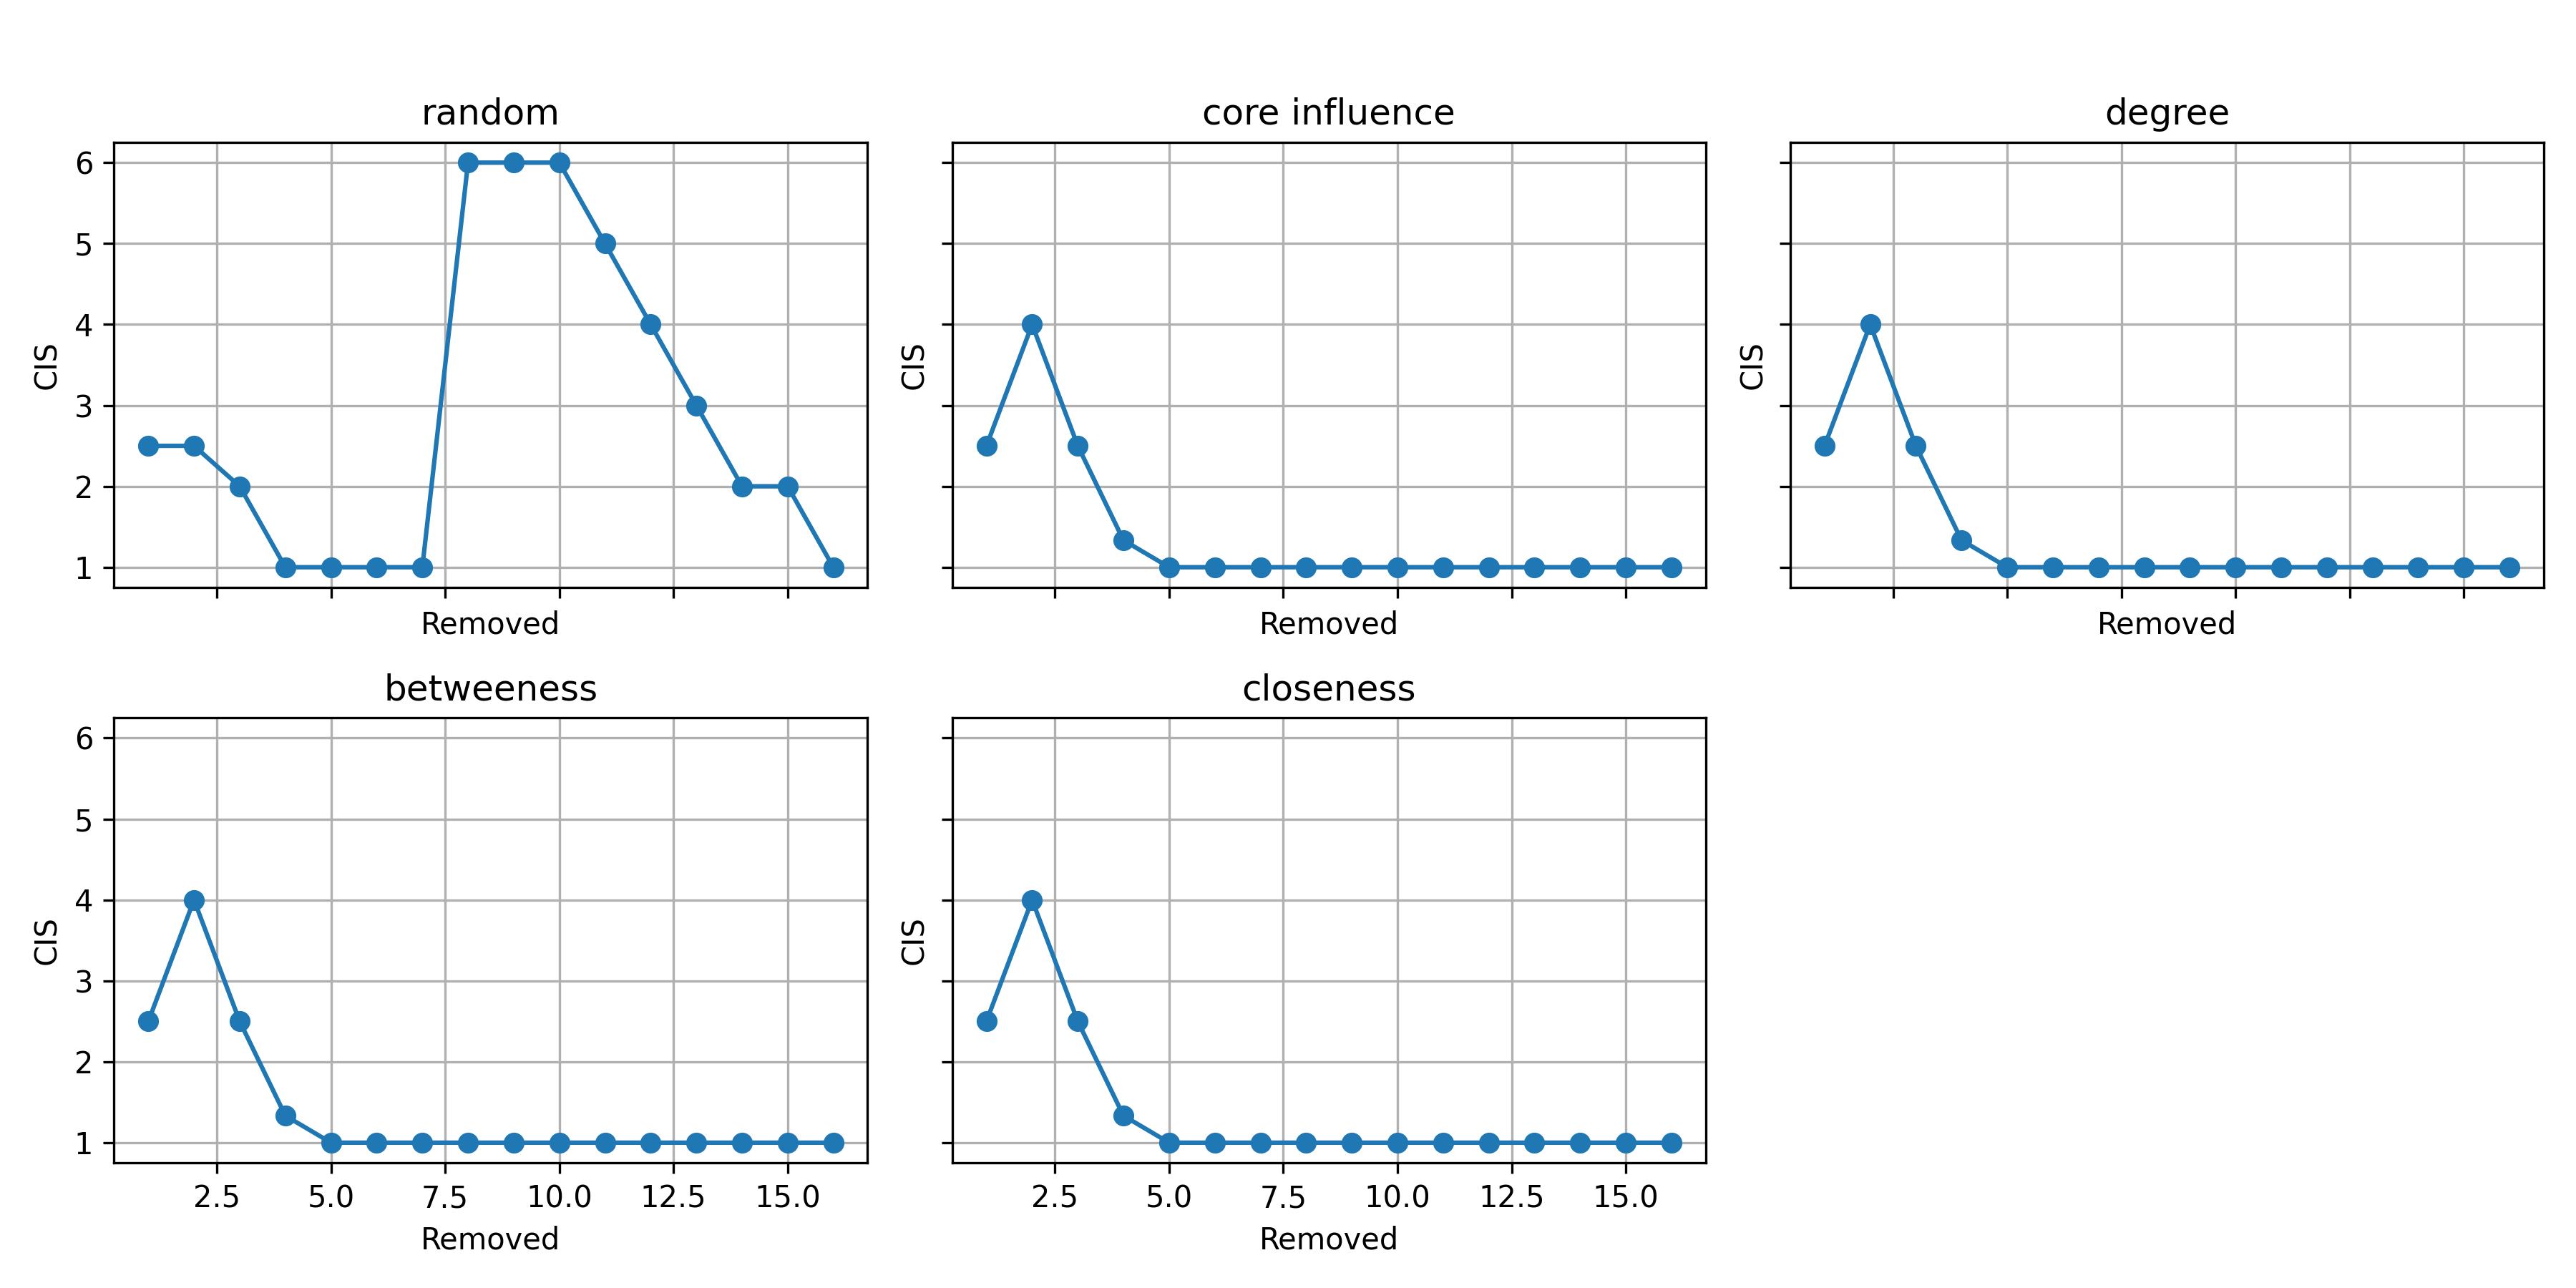 random
core influence
degree
6
5
4
3
2
1
CIS
CIS
CIS
Removed
Removed
Removed
betweeness
closeness
6
5
4
3
2
1
CIS
CIS
2.5 5.0 7.5 10.0 12.5 15.0
2.5 5.0 7.5 10.0 12.5 15.0
Removed
Removed